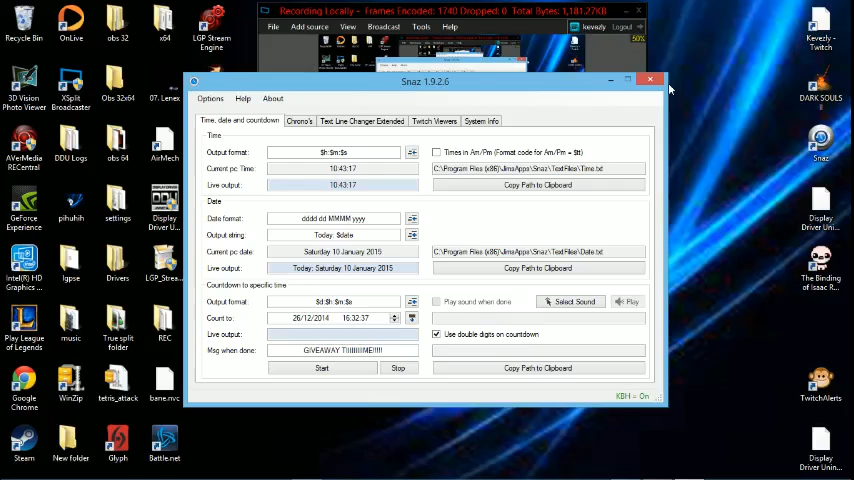 Recording Locally - Frames Encoded: 1740 Dropped: 0 Total Bytes: 1,181,27KB
File Add source View Broadcast Tools Help kevezly Logout
50%
Recycle Bin
OnLive
obs 32
x64
LGP Stream Engine
Kevezly - Twitch
3D Vision Photo Viewer
XSplit Broadcaster
Obs 32x64
07. Lenex
DARK SOULS II
AVerMedia RECentral
DDU Logs
obs 64
AirMech
Snaz
GeForce Experience
pihuhih
settings
Display Driver U...
Display Driver Unin...
Intel(R) HD Graphics ...
lgpse
Drivers
LGP_Strea...
The Binding of Isaac R...
Play League of Legends
music
True split folder
REC
Google Chrome
WinZip
tetris_attack
bane.nvc
TwitchAlerts
Steam
New folder
Glyph
Battle.net
Display Driver Unin...
Snaz 1.9.2.6
Options Help About
Time, date and countdown Chrono's Text Line Changer Extended Twitch Viewers System Info
Time
Output format: $h:$m:$s Times in Am/Pm (Format code for Am/Pm = $tt)
Current pc Time: 10:43:17 C:\Program Files (x86)\JimsApps\Snaz\TextFiles\Time.txt
Live output: 10:43:17 Copy Path to Clipboard
Date
Date format: dddd dd MMMM yyyy
Output string: Today: $date
Current pc date: Saturday 10 January 2015 C:\Program Files (x86)\JimsApps\Snaz\TextFiles\Date.txt
Live output: Today: Saturday 10 January 2015 Copy Path to Clipboard
Countdown to specific time
Output format: $d:$h:$m:$s Play sound when done Select Sound Play
Count to: 26/12/2014 16:32:37
Live output: Use double digits on countdown
Msg when done:
Start Stop Copy Path to Clipboard
KBH = On